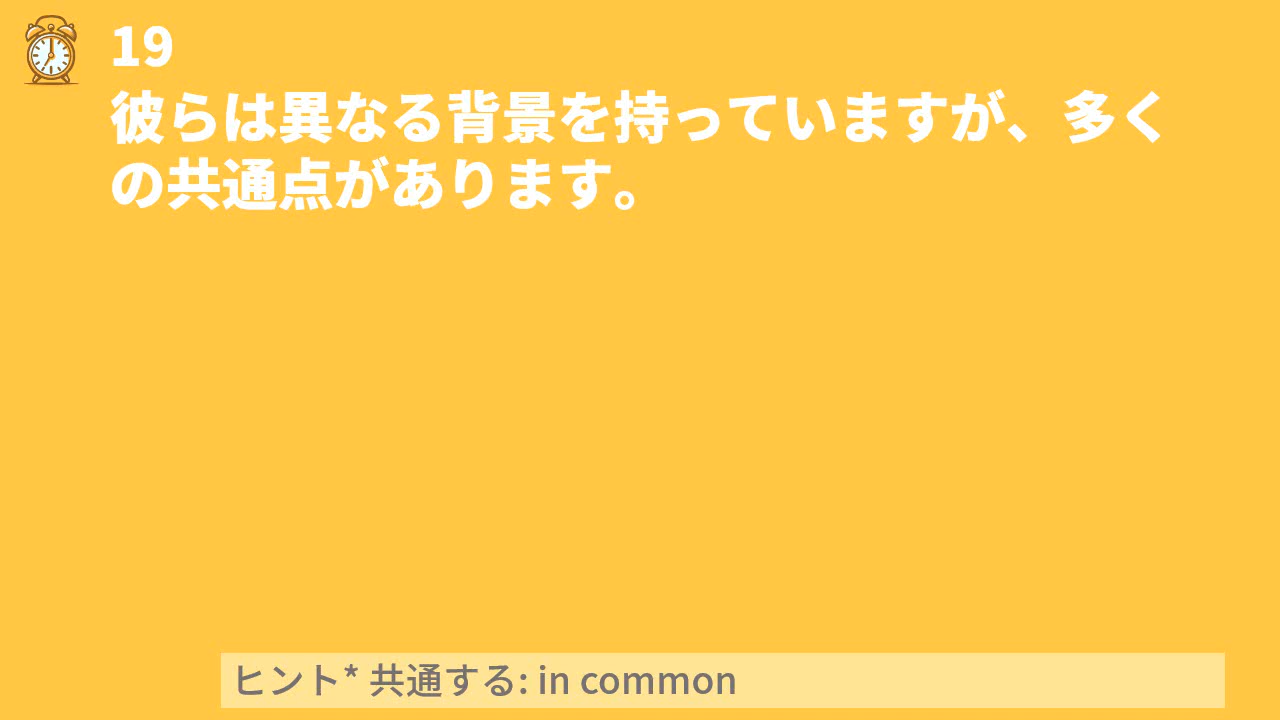 19
彼らは異なる背景を持っていますが、多く
の共通点があります。
ヒント* 共通する: in common